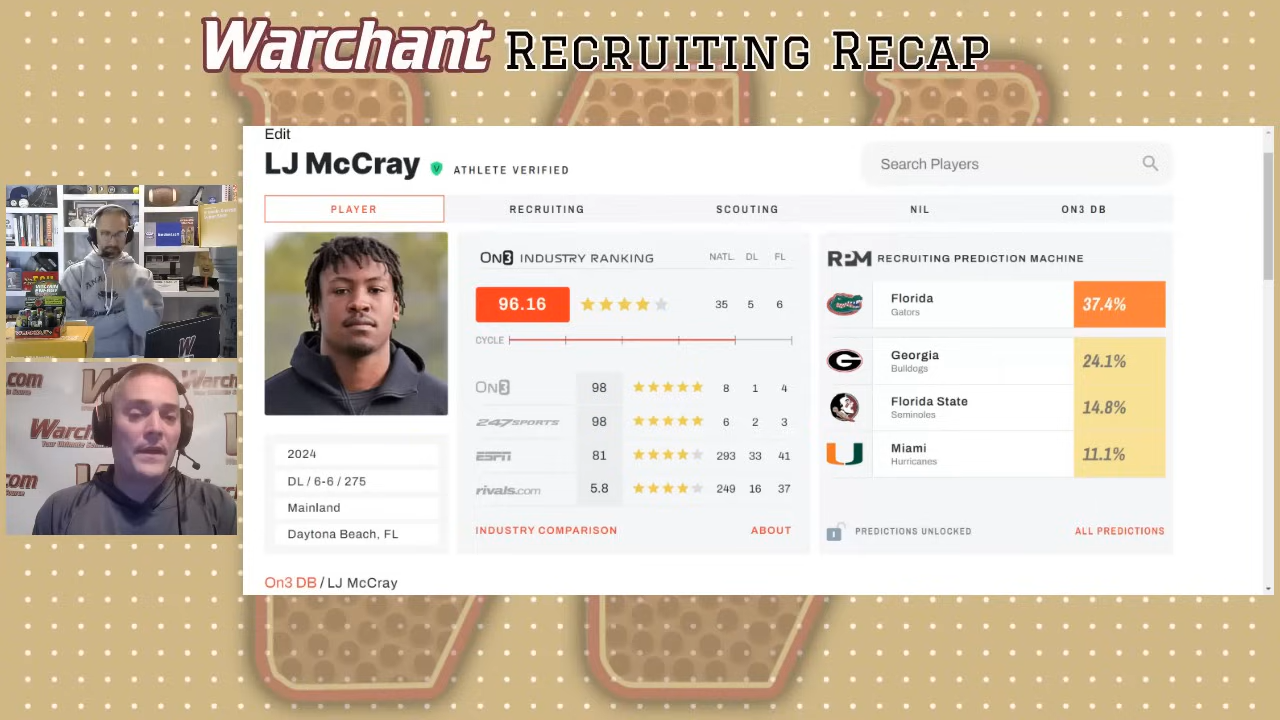 Warchant Recruiting Recap
Edit
LJ McCray ATHLETE VERIFIED
Search Players
PLAYER RECRUITING SCOUTING NIL ON3 DB
On3 INDUSTRY RANKING NATL. DL FL
96.16 35 5 6
CYCLE
On3 98 8 1 4
247SPORTS 98 6 2 3
ESPN 81 293 33 41
rivals.com 5.8 249 16 37
INDUSTRY COMPARISON ABOUT
RPM RECRUITING PREDICTION MACHINE
Florida
Gators
37.4%
Georgia
Bulldogs
24.1%
Florida State
Seminoles
14.8%
Miami
Hurricanes
11.1%
PREDICTIONS UNLOCKED ALL PREDICTIONS
2024
DL / 6-6 / 275
Mainland
Daytona Beach, FL
On3 DB / LJ McCray
.com
Warchant
.com